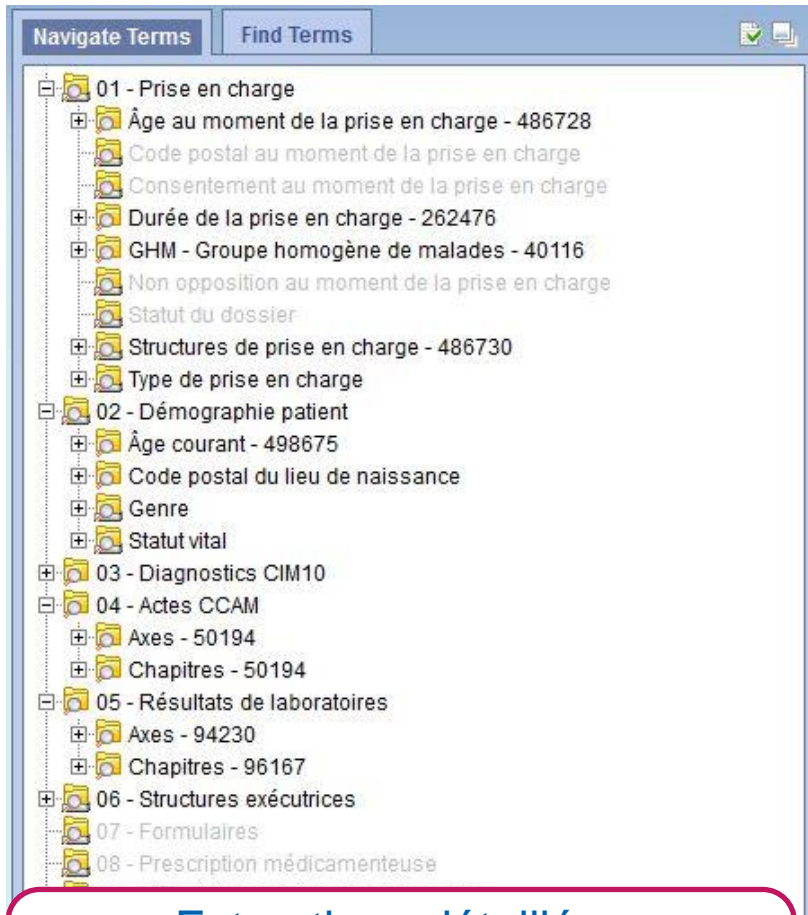 Navigate Terms Find Terms
01 - Prise en charge
Âge au moment de la prise en charge - 486728
Code postal au moment de la prise en charge
Consentement au moment de la prise en charge
Durée de la prise en charge - 262476
GHM - Groupe homogène de malades - 40116
Non opposition au moment de la prise en charge
Statut du dossier
Structures de prise en charge - 486730
Type de prise en charge
02 - Démographie patient
Âge courant - 498675
Code postal du lieu de naissance
Genre
Statut vital
03 - Diagnostics CIM10
04 - Actes CCAM
Axes - 50194
Chapitres - 50194
05 - Résultats de laboratoires
Axes - 94230
Chapitres - 96167
06 - Structures exécutrices
07 - Formulaires
08 - Prescription médicamenteuse